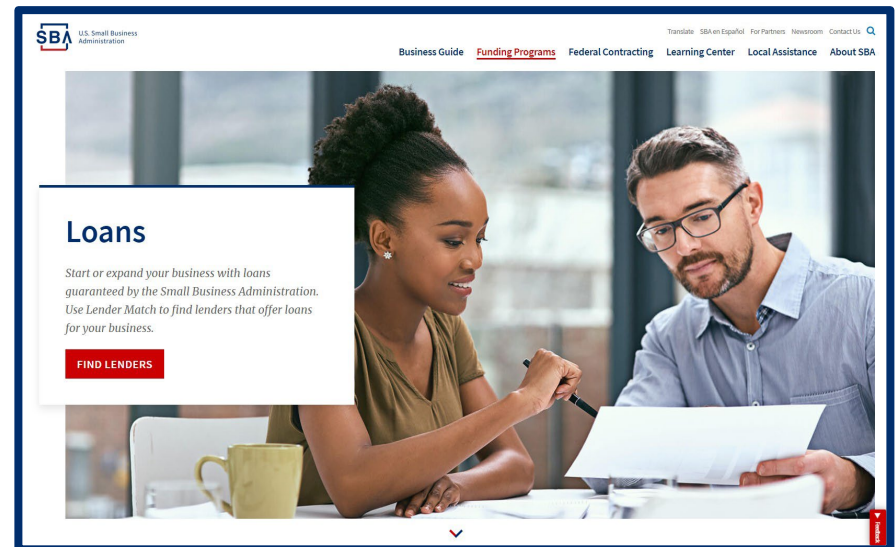 SBA
U.S. Small Business
Administration
Translate SBA en Español For Partners Newsroom Contact Us
Business Guide Funding Programs Federal Contracting Learning Center Local Assistance About SBA
Loans
Start or expand your business with loans
guaranteed by the Small Business Administration.
Use Lender Match to find lenders that offer loans
for your business.
FIND LENDERS
Feedback